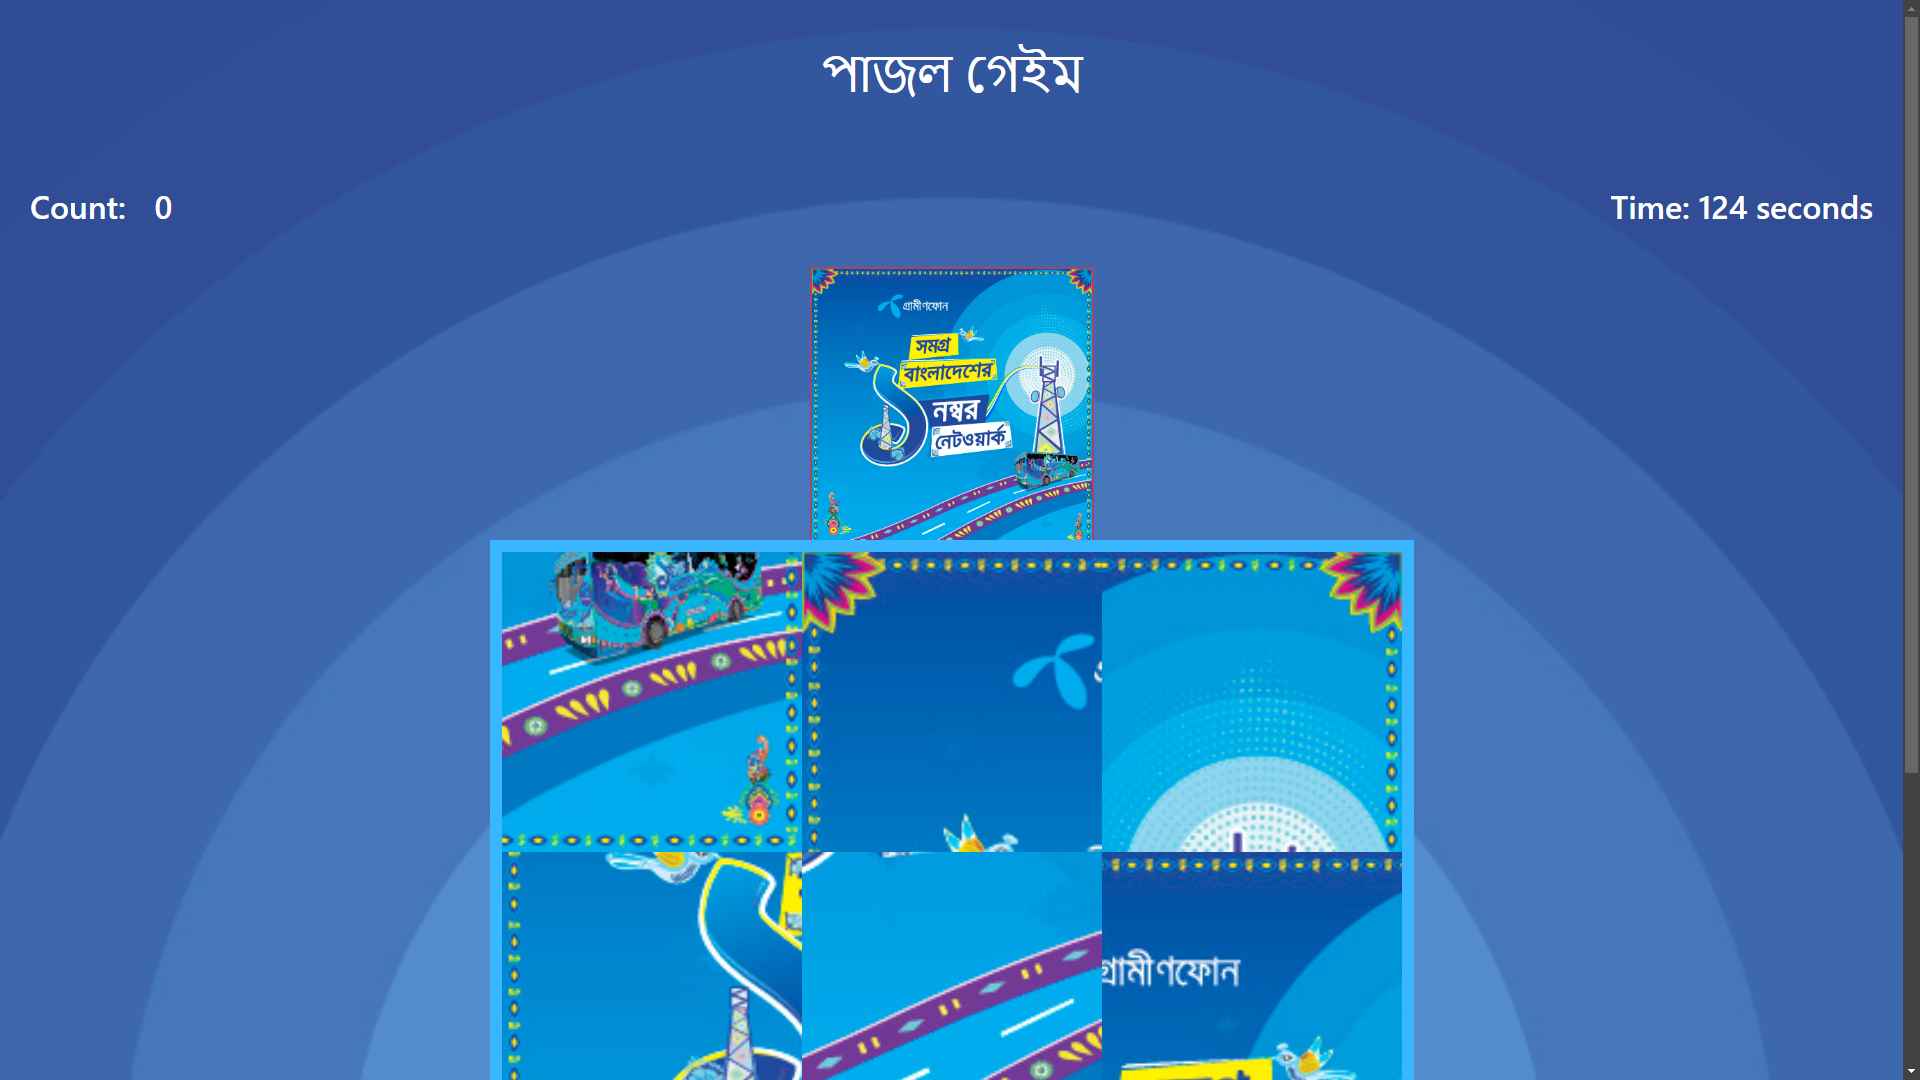 পাজল গেইম
Count: 0
Time: 124 seconds
গ্রামীণফোন
সমগ্র
বাংলাদেশের
১ নম্বর
নেটওয়ার্ক
গ্রামীণফোন